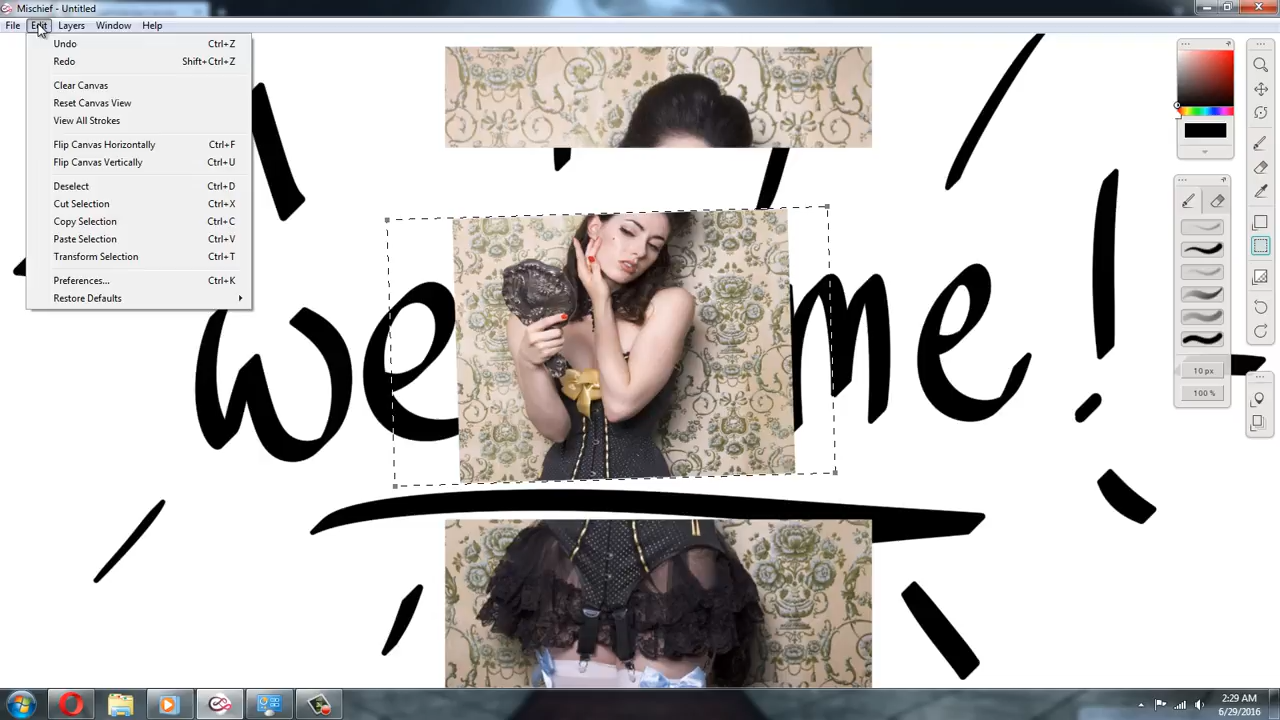 Mischief - Untitled
File Edit Layers Window Help
Undo Ctrl+Z
Redo Shift+Ctrl+Z
Clear Canvas
Reset Canvas View
View All Strokes
Flip Canvas Horizontally Ctrl+F
Flip Canvas Vertically Ctrl+U
Deselect Ctrl+D
Cut Selection Ctrl+X
Copy Selection Ctrl+C
Paste Selection Ctrl+V
Transform Selection Ctrl+T
Preferences... Ctrl+K
Restore Defaults
we me!
10 px
100 %
2:29 AM
6/29/2016